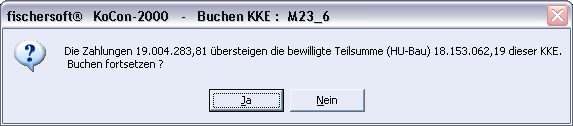 fischersoft® KoCon-2000 - Buchen KKE : M23_6
Die Zahlungen 19.004.283,81 übersteigen die bewilligte Teilsumme (HU-Bau) 18.153.062,19 dieser KKE.
Buchen fortsetzen ?
Ja Nein